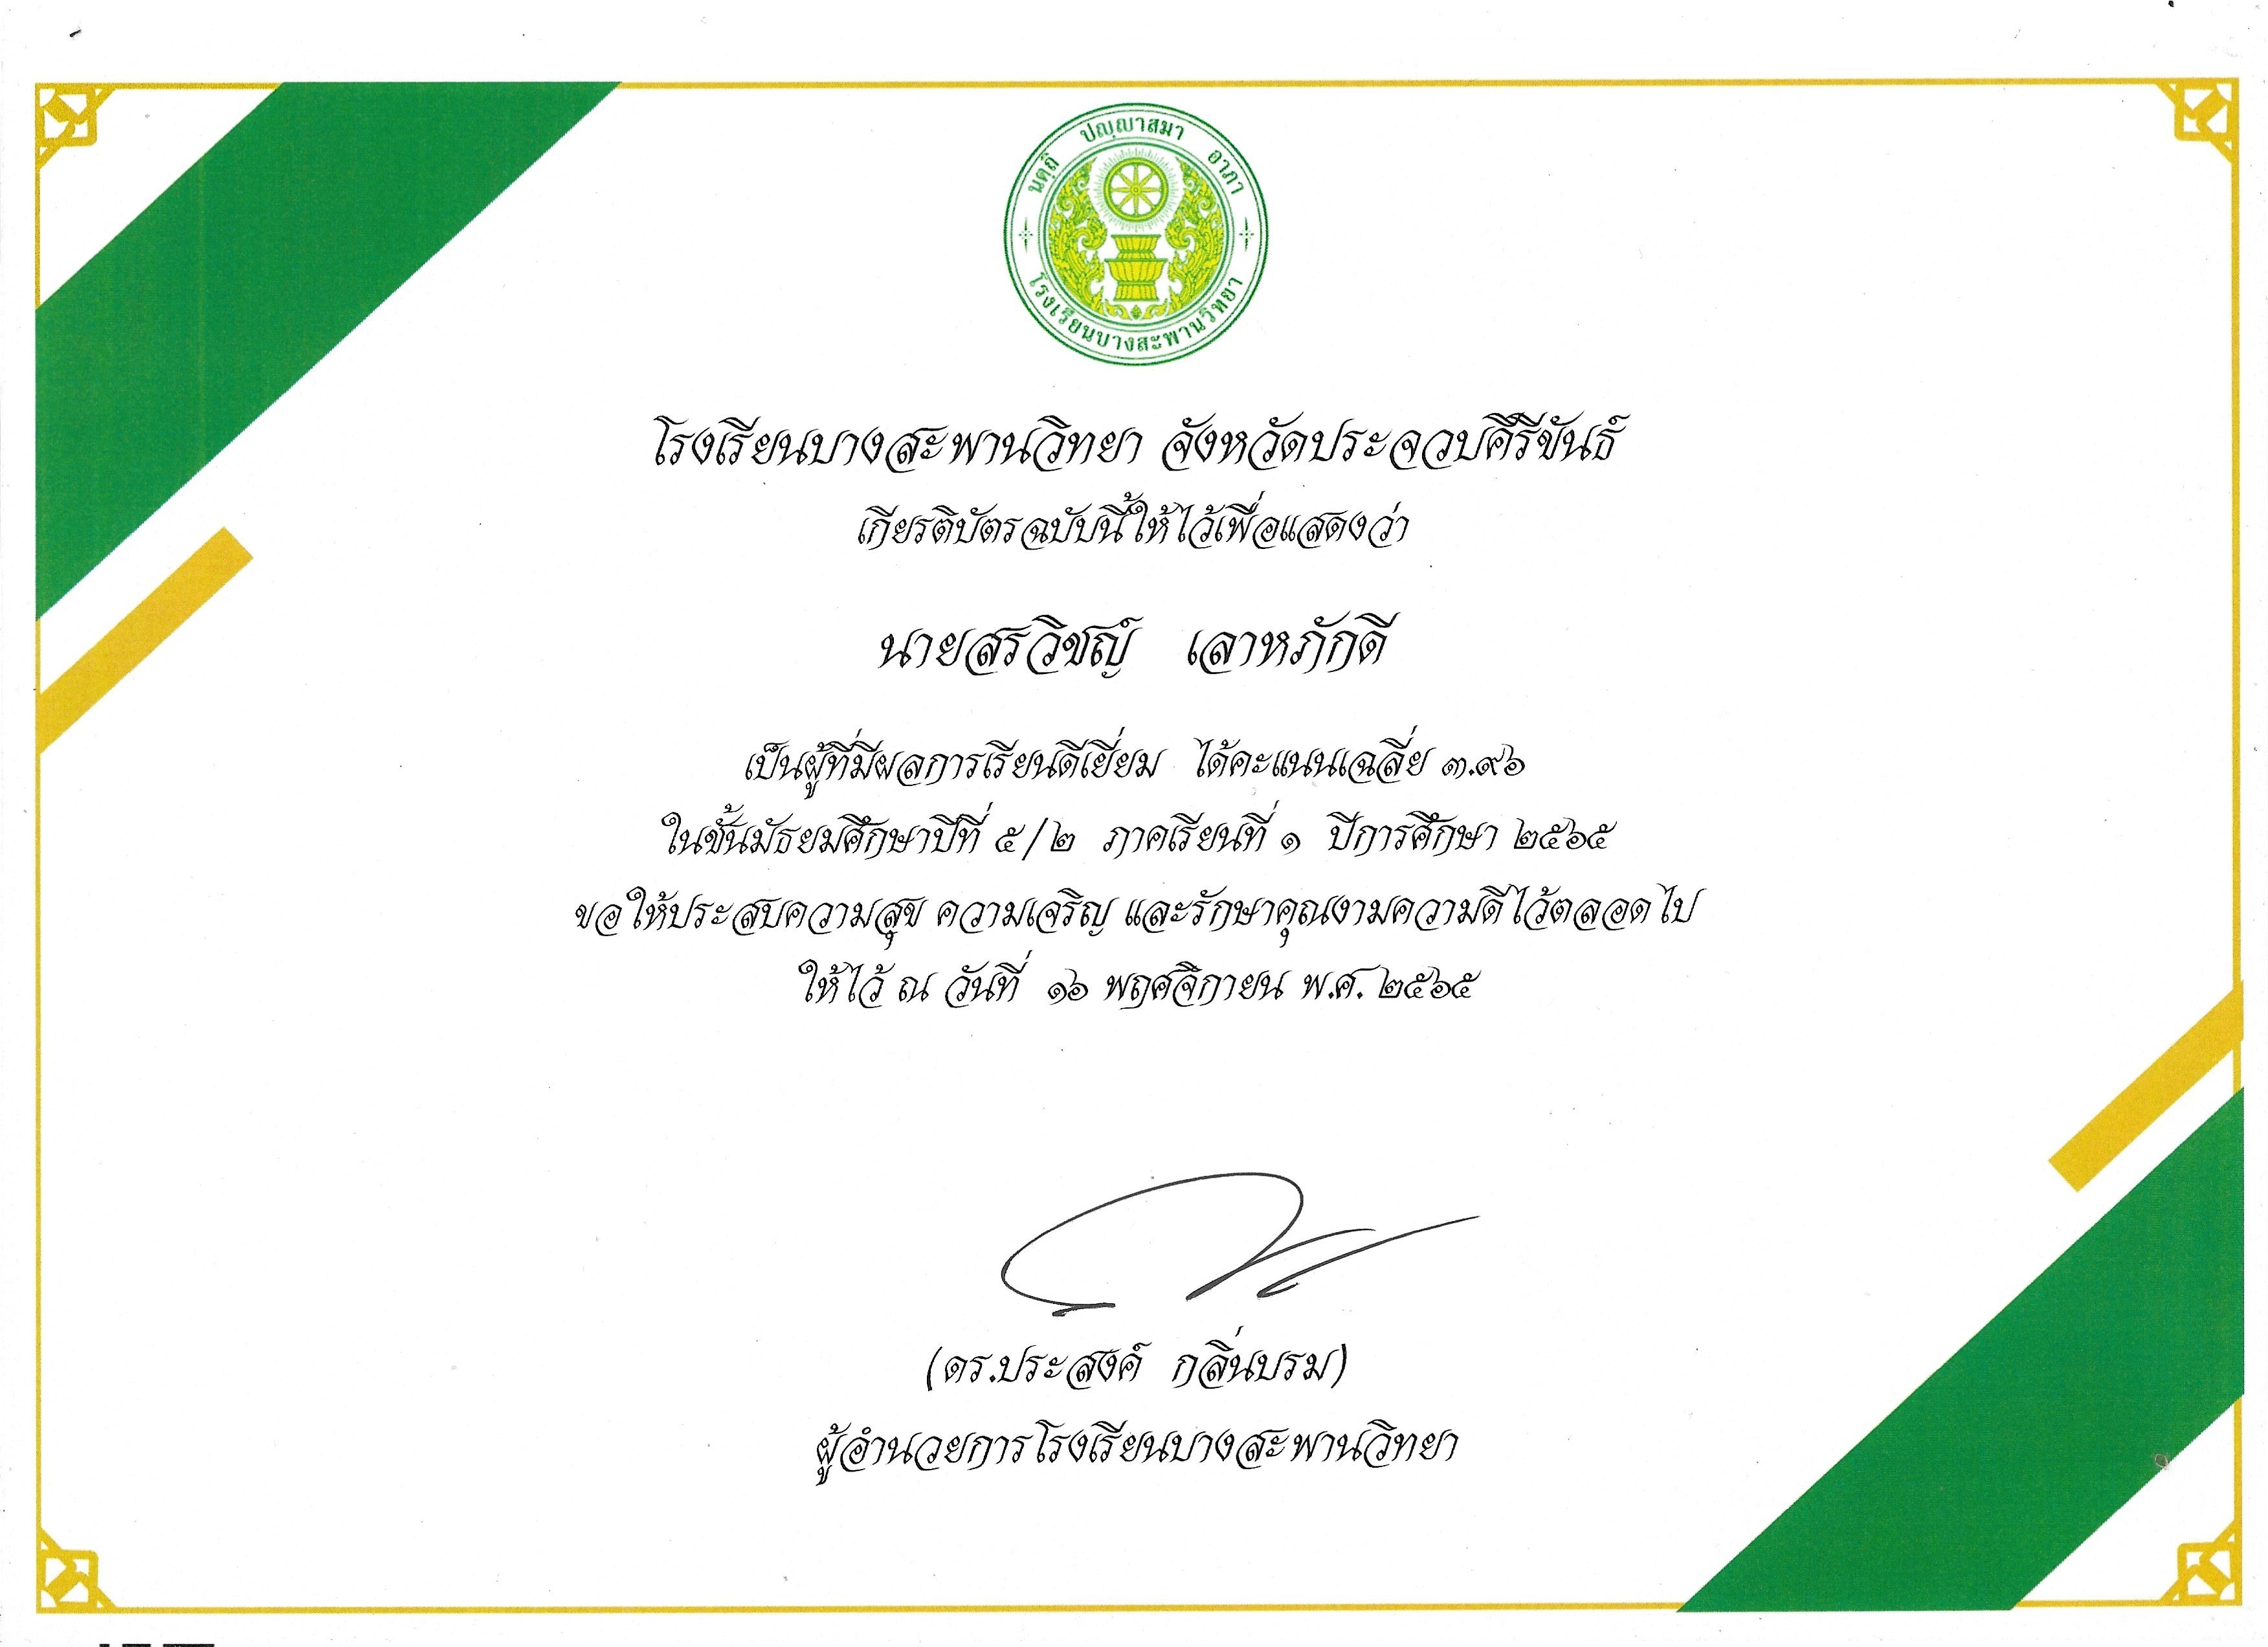 นตฺถิ ปญฺญาสมา อาภา
โรงเรียนบางสะพานวิทยา
โรงเรียนบางสะพานวิทยา จังหวัดประจวบคีรีขันธ์
เกียรติบัตรฉบับนี้ให้ไว้เพื่อแสดงว่า
นายสรวิชญ์ เลาหภักดี
เป็นผู้ที่มีผลการเรียนดีเยี่ยม ได้คะแนนเฉลี่ย ๓.๙๖
ในชั้นมัธยมศึกษาปีที่ ๕/๒ ภาคเรียนที่ ๑ ปีการศึกษา ๒๕๖๕
ขอให้ประสบความสุข ความเจริญ และรักษาคุณงามความดีไว้ตลอดไป
ให้ไว้ ณ วันที่ ๑๖ พฤศจิกายน พ.ศ. ๒๕๖๕
(ดร.ประสงค์ กลิ่นบรม)
ผู้อำนวยการโรงเรียนบางสะพานวิทยา